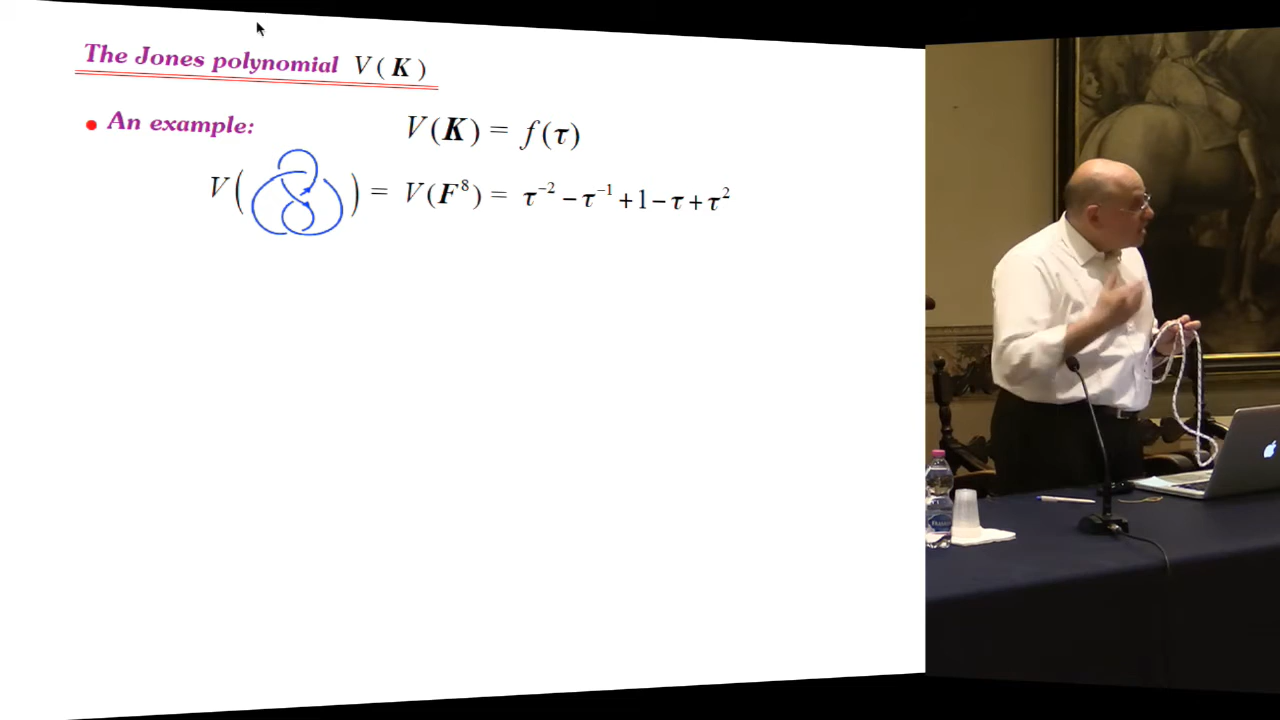 The Jones polynomial V(K)
An example:
V(K) = f(τ)
V( ) = V(F⁸) = τ⁻² − τ⁻¹ + 1 − τ + τ²